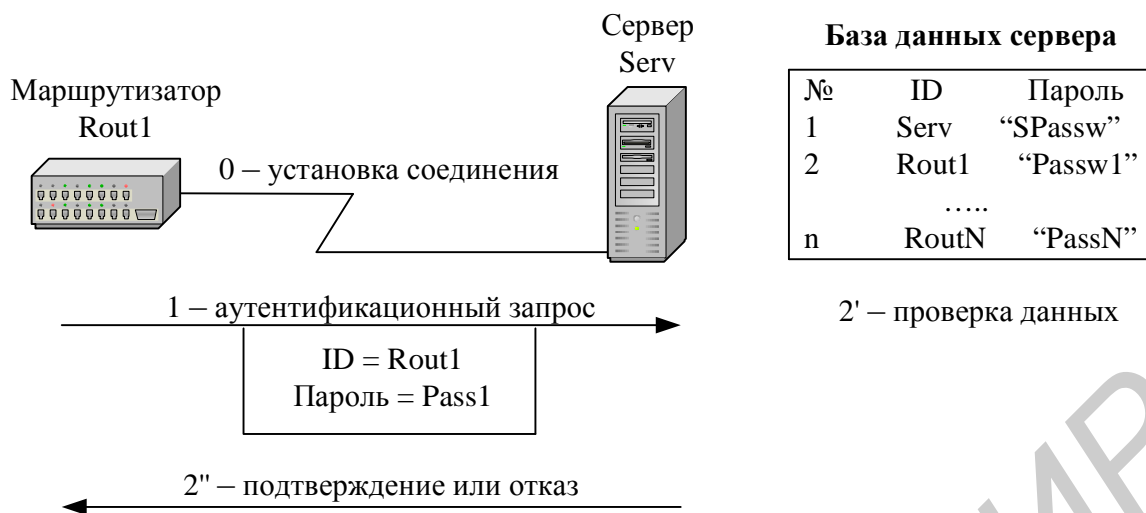 Сервер
Serv
Маршрутизатор
Rout1
0 – установка соединения
База данных сервера
№ ID Пароль
1 Serv “SPassw”
2 Rout1 “Passw1”
…..
n RoutN “PassN”
1 – аутентификационный запрос
ID = Rout1
Пароль = Pass1
2' – проверка данных
2'' – подтверждение или отказ
ИР